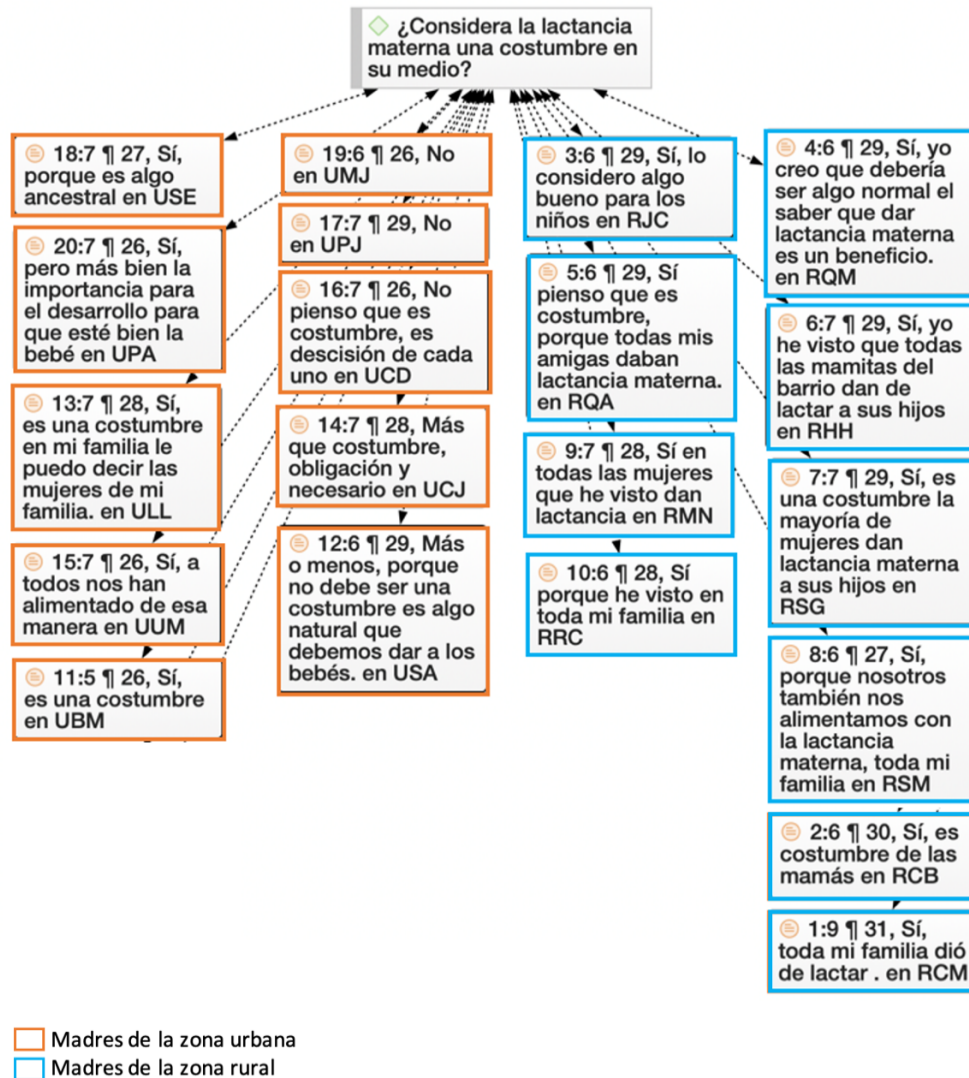 ¿Considera la lactancia
materna una costumbre en
su medio?
18:7 ¶ 27, Sí,
porque es algo
ancestral en USE
20:7 ¶ 26, Sí,
pero más bien la
importancia para
el desarrollo para
que esté bien la
bebé en UPA
13:7 ¶ 28, Sí,
es una costumbre
en mi familia le
puedo decir las
mujeres de mi
familia. en ULL
15:7 ¶ 26, Sí, a
todos nos han
alimentado de esa
manera en UUM
11:5 ¶ 26, Sí,
es una costumbre
en UBM
19:6 ¶ 26, No
en UMJ
17:7 ¶ 29, No
en UPJ
16:7 ¶ 26, No
pienso que es
costumbre, es
descisión de cada
uno en UCD
14:7 ¶ 28, Más
que costumbre,
obligación y
necesario en UCJ
12:6 ¶ 29, Más
o menos, porque
no debe ser una
costumbre es algo
natural que
debemos dar a los
bebés. en USA
3:6 ¶ 29, Sí, lo
considero algo
bueno para los
niños en RJC
5:6 ¶ 29, Sí
pienso que es
costumbre,
porque todas mis
amigas daban
lactancia materna.
en RQA
9:7 ¶ 28, Sí en
todas las mujeres
que he visto dan
lactancia en RMN
10:6 ¶ 28, Sí
porque he visto en
toda mi familia en
RRC
4:6 ¶ 29, Sí, yo
creo que debería
ser algo normal el
saber que dar
lactancia materna
es un beneficio.
en RQM
6:7 ¶ 29, Sí, yo
he visto que todas
las mamitas del
barrio dan de
lactar a sus hijos
en RHH
7:7 ¶ 29, Sí, es
una costumbre la
mayoría de
mujeres dan
lactancia materna
a sus hijos en
RSG
8:6 ¶ 27, Sí,
porque nosotros
también nos
alimentamos con
la lactancia
materna, toda mi
familia en RSM
2:6 ¶ 30, Sí, es
costumbre de las
mamás en RCB
1:9 ¶ 31, Sí,
toda mi familia dió
de lactar . en RCM
Madres de la zona urbana
Madres de la zona rural